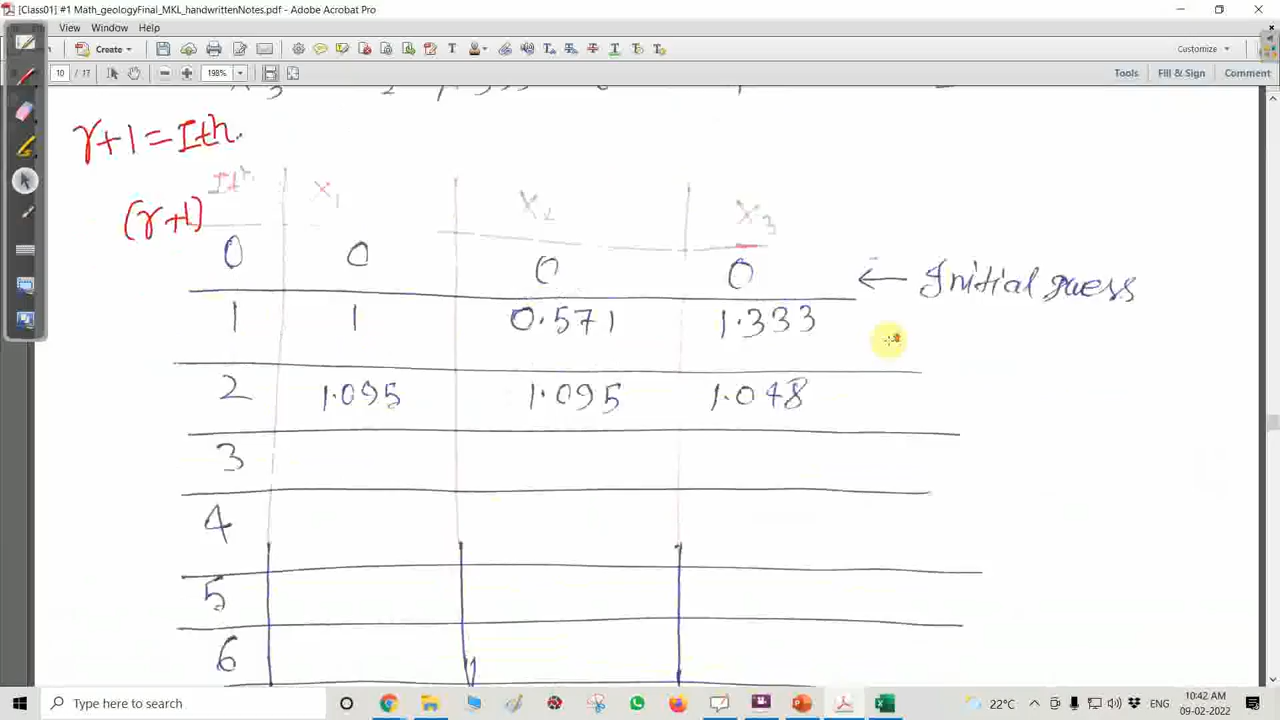 [Class01] #1 Math_geologyFinal_MKL_handwrittenNotes.pdf - Adobe Acrobat Pro
View Window Help
Create Customize
10 / 17 198% Tools Fill & Sign Comment
r+1 = Ith.
Ith. X1 X2 X3
(r+1)
0 0 0 0 ← Initial guess
1 1 0.571 1.333
2 1.095 1.095 1.048
3
4
5
6
Type here to search 22°C ENG 10:42 AM
09-02-2022